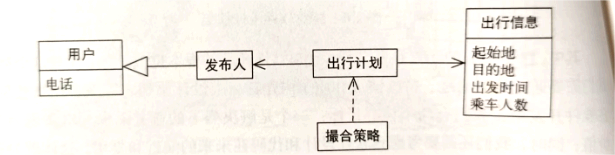 用户
电话
发布人
出行计划
出行信息
起始地
目的地
出发时间
乘车人数
撮合策略